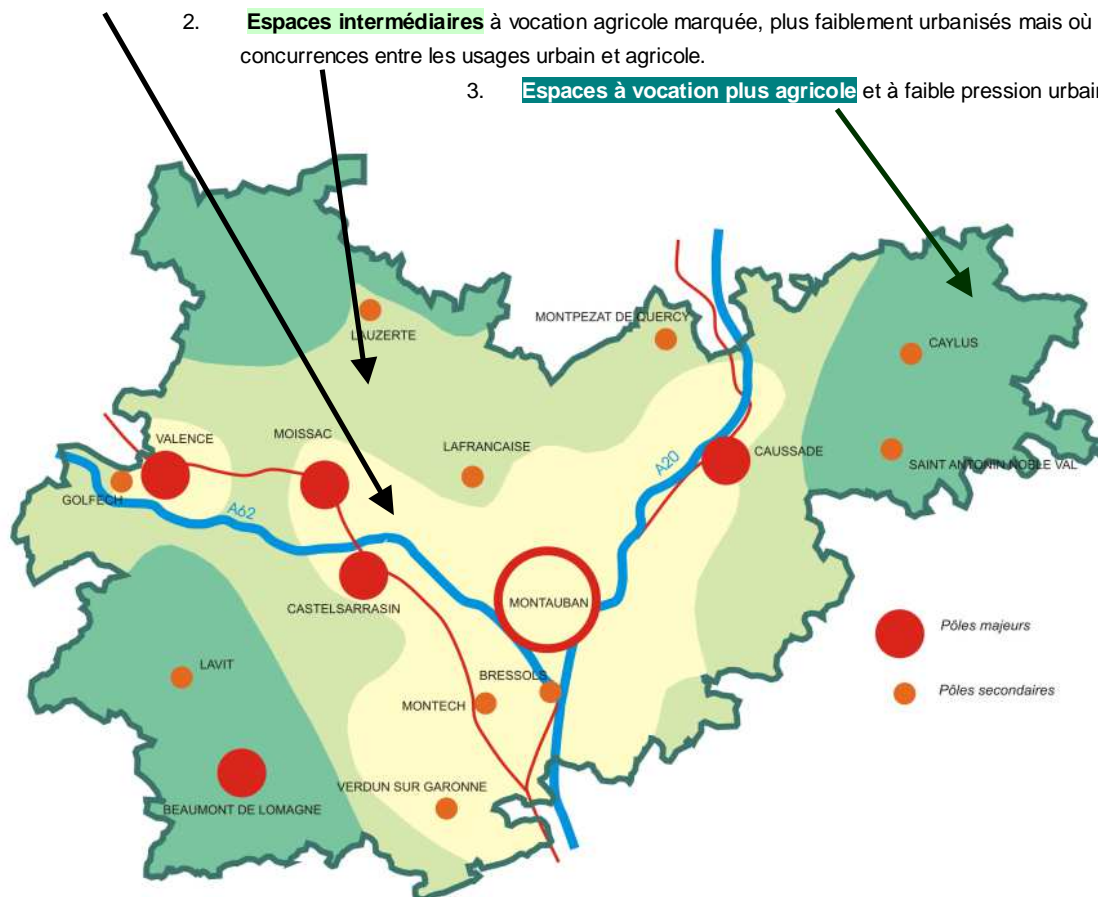 2. Espaces intermédiaires à vocation agricole marquée, plus faiblement urbanisés mais où
concurrences entre les usages urbain et agricole.
3. Espaces à vocation plus agricole et à faible pression urbain
LAUZERTE
MONTPEZAT DE QUERCY
CAYLUS
VALENCE
MOISSAC
LAFRANCAISE
A20
CAUSSADE
SAINT ANTONIN NOBLE VAL
GOLFECH
A62
MONTAUBAN
CASTELSARRASIN
Pôles majeurs
LAVIT
BRESSOLS
Pôles secondaires
MONTECH
VERDUN SUR GARONNE
BEAUMONT DE LOMAGNE